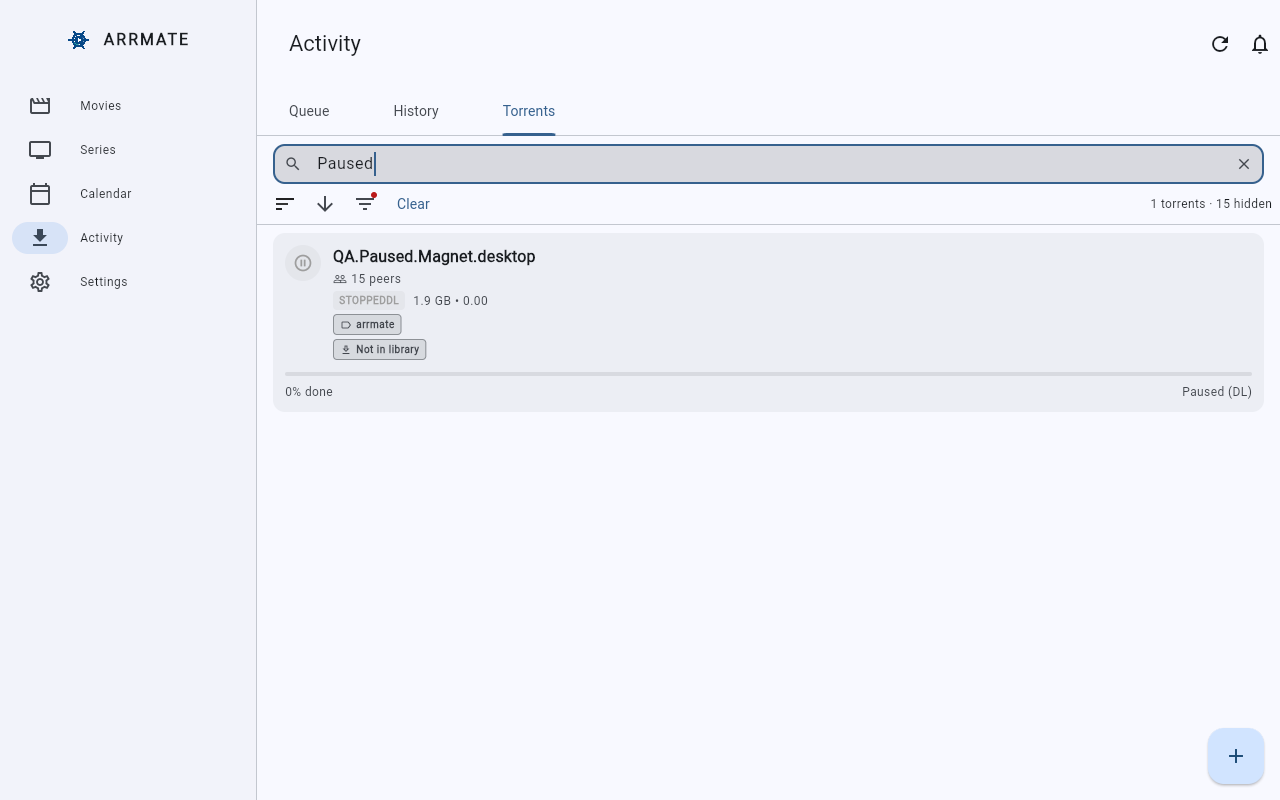 ARRMATE
Movies
Series
Calendar
Activity
Settings
Activity
Queue
History
Torrents
Paused
Clear
1 torrents · 15 hidden
QA.Paused.Magnet.desktop
15 peers
STOPPEDDL 1.9 GB • 0.00
arrmate
Not in library
0% done
Paused (DL)